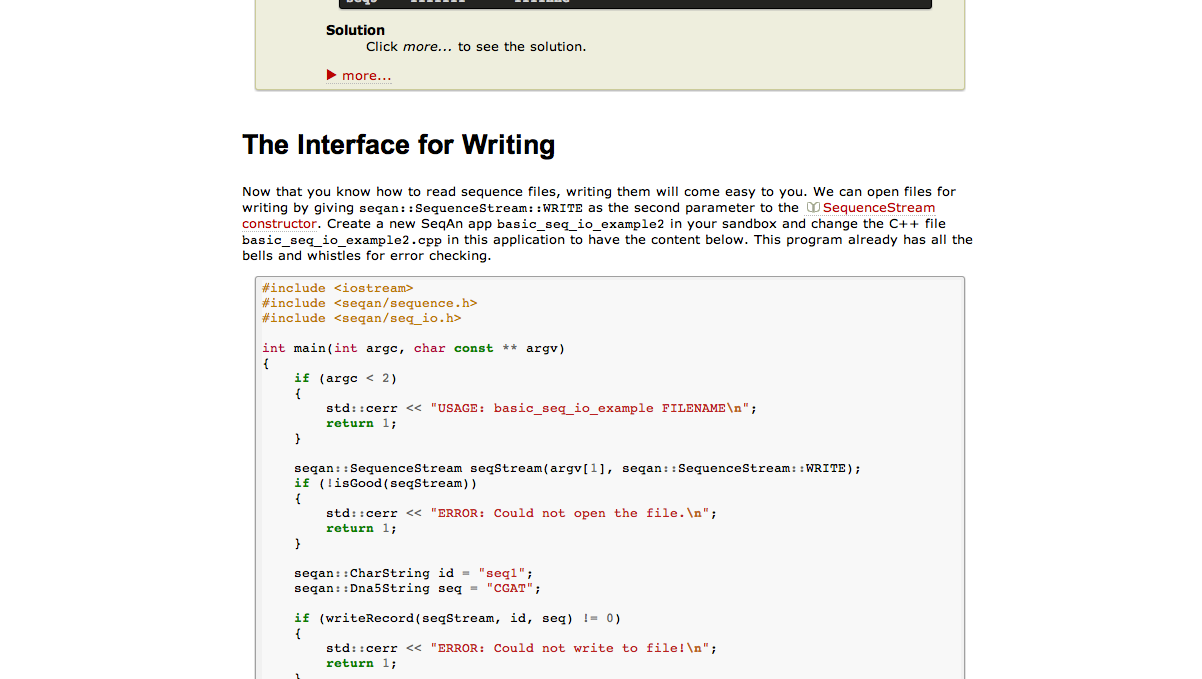 Solution
Click more... to see the solution.
more...
The Interface for Writing
Now that you know how to read sequence files, writing them will come easy to you. We can open files for
writing by giving seqan::SequenceStream::WRITE as the second parameter to the SequenceStream
constructor. Create a new SeqAn app basic_seq_io_example2 in your sandbox and change the C++ file
basic_seq_io_example2.cpp in this application to have the content below. This program already has all the
bells and whistles for error checking.
#include <iostream>
#include <seqan/sequence.h>
#include <seqan/seq_io.h>
int main(int argc, char const ** argv)
{
if (argc < 2)
{
std::cerr << "USAGE: basic_seq_io_example FILENAME\n";
return 1;
}
seqan::SequenceStream seqStream(argv[1], seqan::SequenceStream::WRITE);
if (!isGood(seqStream))
{
std::cerr << "ERROR: Could not open the file.\n";
return 1;
}
seqan::CharString id = "seq1";
seqan::Dna5String seq = "CGAT";
if (writeRecord(seqStream, id, seq) != 0)
{
std::cerr << "ERROR: Could not write to file!\n";
return 1;
}